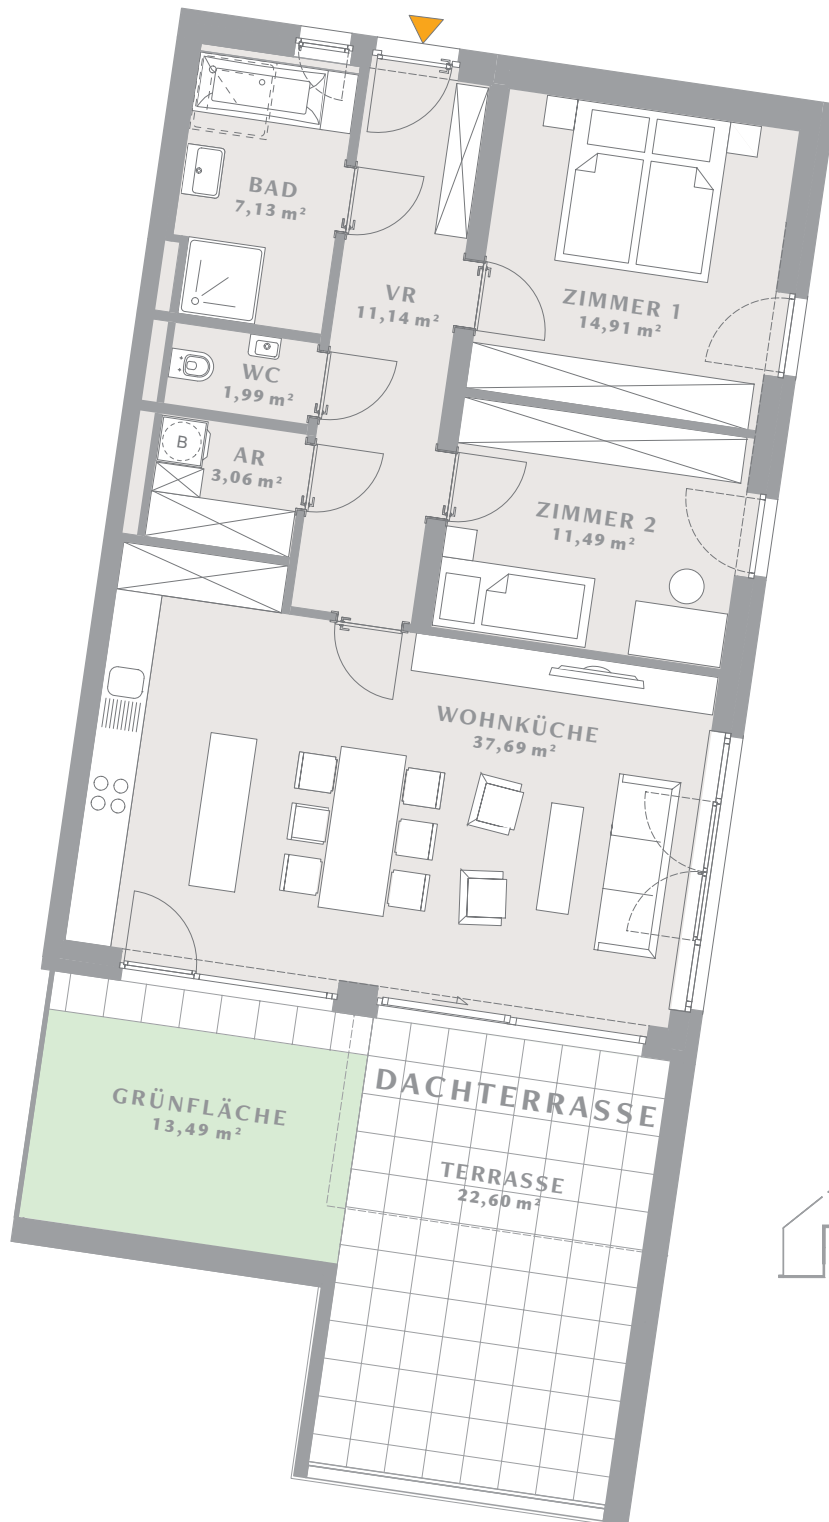 BAD
7,13 m²
VR
11,14 m²
ZIMMER 1
14,91 m²
WC
1,99 m²
B
AR
3,06 m²
ZIMMER 2
11,49 m²
WOHNKÜCHE
37,69 m²
GRÜNFLÄCHE
13,49 m²
DACHTERRASSE
TERRASSE
22,60 m²